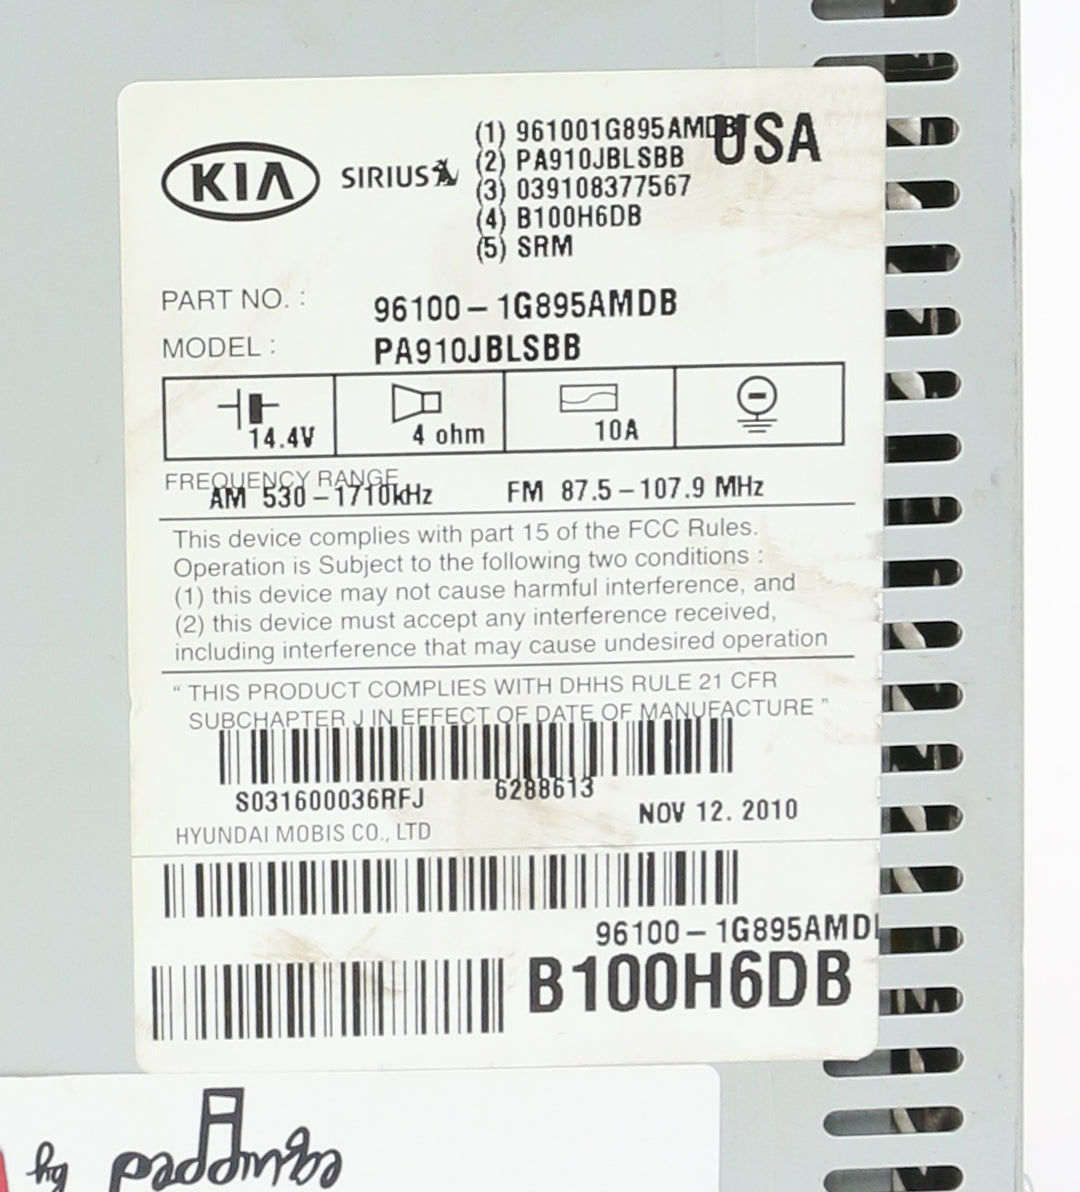 KIA
SIRIUS
(1) 961001G895AMDBT
USA
(2) PA910JBLSBB
(3) 039108377567
(4) B100H6DB
(5) SRM
PART NO. : 96100-1G895AMDB
MODEL : PA910JBLSBB
14.4V 4 ohm 10A
FREQUENCY RANGE
AM 530-1710kHz FM 87.5-107.9 MHz
This device complies with part 15 of the FCC Rules.
Operation is Subject to the following two conditions :
(1) this device may not cause harmful interference, and
(2) this device must accept any interference received,
including interference that may cause undesired operation
“ THIS PRODUCT COMPLIES WITH DHHS RULE 21 CFR
SUBCHAPTER J IN EFFECT OF DATE OF MANUFACTURE ”
S031600036RFJ 6288613 NOV 12. 2010
HYUNDAI MOBIS CO., LTD
96100-1G895AMD
B100H6DB
by